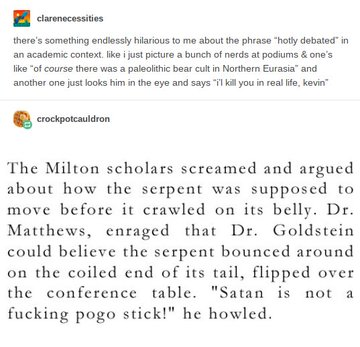 clarenecessities
there's something endlessly hilarious to me about the phrase "hotly debated" in
an academic context. like i just picture a bunch of nerds at podiums & one's
like "of course there was a paleolithic bear cult in Northern Eurasia" and
another one just looks him in the eye and says "i'l kill you in real life, kevin"
crockpotcauldron
The Milton scholars screamed and argued
about how the serpent was supposed to
move before it crawled on its belly. Dr.
Matthews, enraged that Dr. Goldstein
could believe the serpent bounced around
on the coiled end of its tail, flipped over
the conference table. "Satan is not a
fucking pogo stick!" he howled.